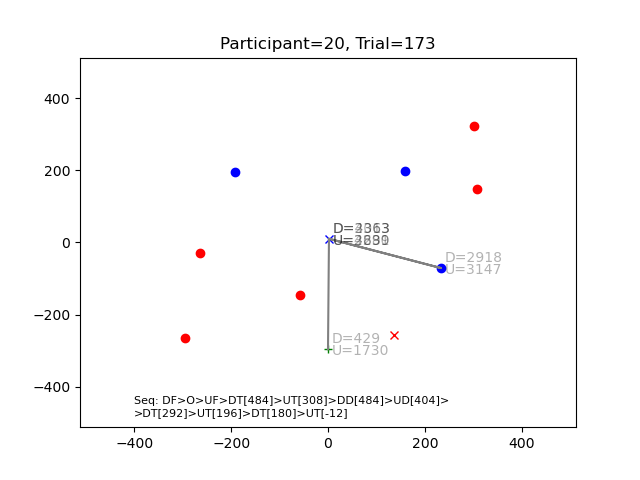 Participant=20, Trial=173
400
200
0
−200
−400
D=2918
U=3147
D=429
U=1730
Seq: DF>O>UF>DT[484]>UT[308]>DD[484]>UD[404]>
>DT[292]>UT[196]>DT[180]>UT[-12]
−400
−200
0
200
400